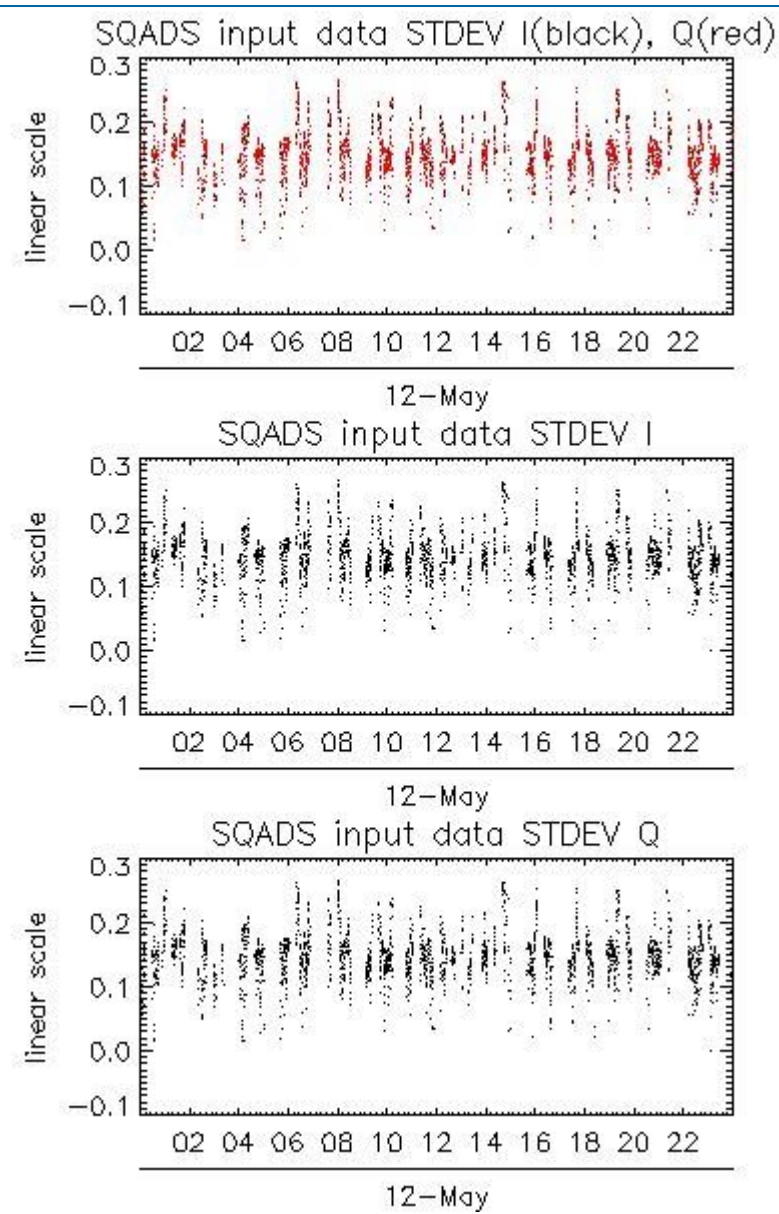 SQADS input data STDEV I(black), Q(red)
0.3
0.2
0.1
0.0
−0.1
linear scale
02 04 06 08 10 12 14 16 18 20 22
12−May
SQADS input data STDEV I
0.3
0.2
0.1
0.0
−0.1
linear scale
02 04 06 08 10 12 14 16 18 20 22
12−May
SQADS input data STDEV Q
0.3
0.2
0.1
0.0
−0.1
linear scale
02 04 06 08 10 12 14 16 18 20 22
12−May